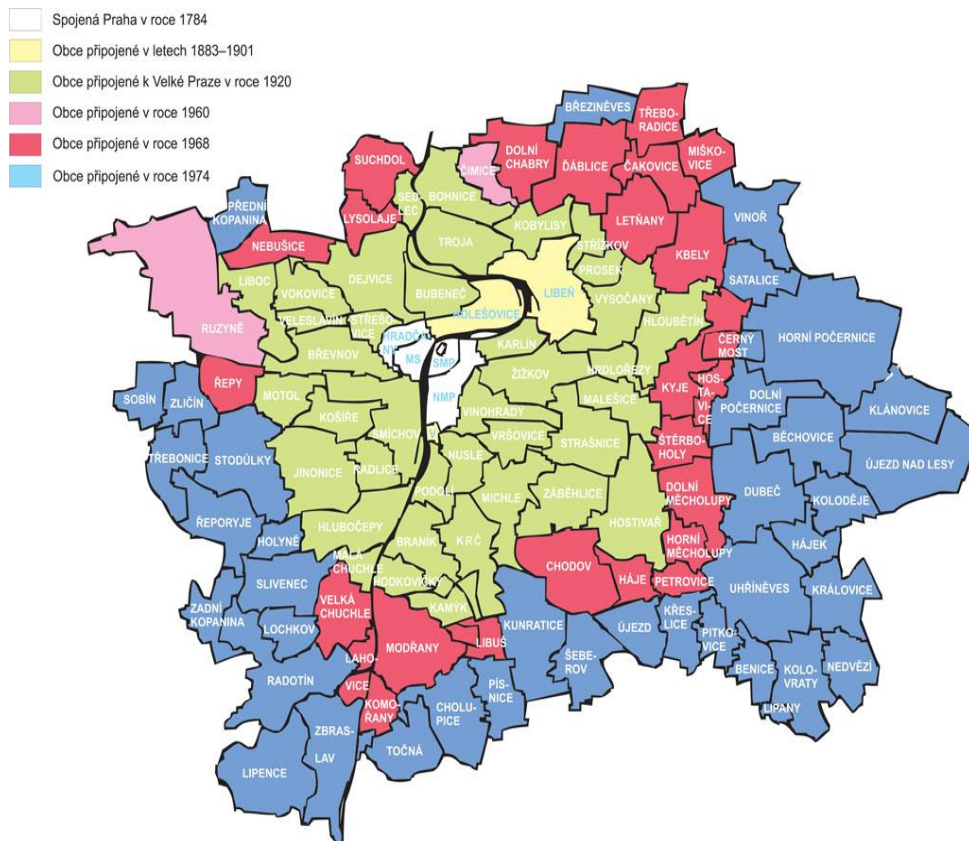 Spojená Praha v roce 1784
Obce připojené v letech 1883–1901
Obce připojené k Velké Praze v roce 1920
Obce připojené v roce 1960
Obce připojené v roce 1968
Obce připojené v roce 1974
BŘEZINĚVES
TŘEBO-
RADICE
DOLNÍ
CHABRY
ĎÁBLICE
ČAKOVICE
MIŠKO-
VICE
SUCHDOL
ČIMICE
SED-
LEC
BOHNICE
PŘEDNÍ
KOPANINA
LYSOLAJE
LETŇANY
VINOŘ
NEBUŠICE
TROJA
KOBYLISY
STŘÍŽKOV
KBELY
LIBOC
DEJVICE
PROSEK
SATALICE
VOKOVICE
BUBENEČ
LIBEŇ
VYSOČANY
RUZYNĚ
VELESLAVÍN
STŘEŠO-
VICE
HOLEŠOVICE
HLOUBĚTÍN
HORNÍ POČERNICE
HRADČA
NY
MS
SMP
KARLÍN
ČERNÝ
MOST
BŘEVNOV
HRDLOŘEZY
ŘEPY
MOTOL
NMP
ŽIŽKOV
KYJE
HOS-
TA-
VI-
CE
DOLNÍ
POČERNICE
SOBÍN
ZLIČÍN
KOŠÍŘE
MALEŠICE
KLÁNOVICE
SMÍCHOV
V
VINOHRADY
VRŠOVICE
STRAŠNICE
ŠTĚRBO-
HOLY
BĚCHOVICE
TŘEBONICE
STODŮLKY
JINONICE
RADLICE
NUSLE
ÚJEZD NAD LESY
PODOLÍ
MICHLE
ZÁBĚHLICE
DOLNÍ
MĚCHOLUPY
DUBEČ
KOLODĚJE
ŘEPORYJE
HLUBOČEPY
HOSTIVAŘ
HOLYNĚ
BRANÍK
KRČ
HORNÍ
MĚCHOLUPY
HÁJEK
MALÁ
CHUCHLE
SLIVENEC
HODKOVIČKY
CHODOV
HÁJE
PETROVICE
UHŘÍNĚVES
KRÁLOVICE
VELKÁ
CHUCHLE
ZADNÍ
KOPANINA
KAMÝK
LOCHKOV
MODŘANY
LIBUŠ
KUNRATICE
ÚJEZD
KŘES-
LICE
PITKO-
VICE
LAHO-
VICE
ŠEBE-
ROV
BENICE
KOLO-
VRATY
NEDVĚZÍ
RADOTÍN
KOMO-
ŘANY
CHOLU-
PICE
PÍS-
NICE
LIPANY
ZBRAS-
LAV
TOČNÁ
LIPENCE